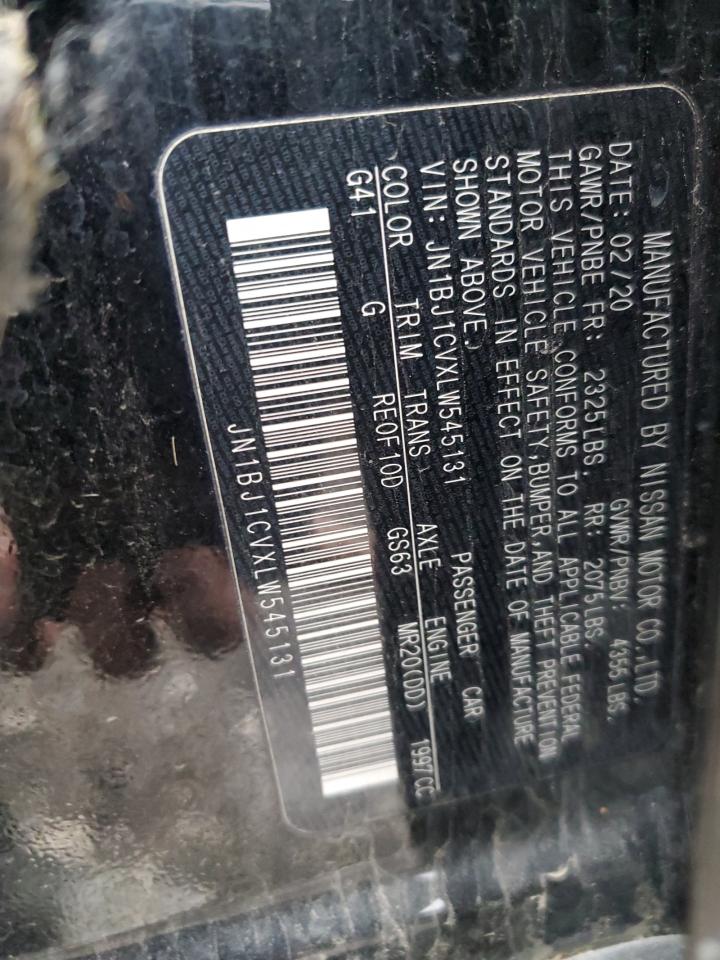 MANUFACTURED BY NISSAN MOTOR CO.,LTD.
DATE: 02/20 GVWR/PNBV: 4355 LBS.
GAWR/PNBE FR: 2325LBS. RR: 2075LBS.
THIS VEHICLE CONFORMS TO ALL APPLICABLE FEDERAL
MOTOR VEHICLE SAFETY,BUMPER,AND THEFT PREVENTION
STANDARDS IN EFFECT ON THE DATE OF MANUFACTURE
SHOWN ABOVE. PASSENGER CAR
VIN: JN1BJ1CVXLW545131
COLOR TRIM TRANS AXLE ENGINE
G41 G RE0F10D GS63 MR20(DD) 1997CC
JN1BJ1CVXLW545131